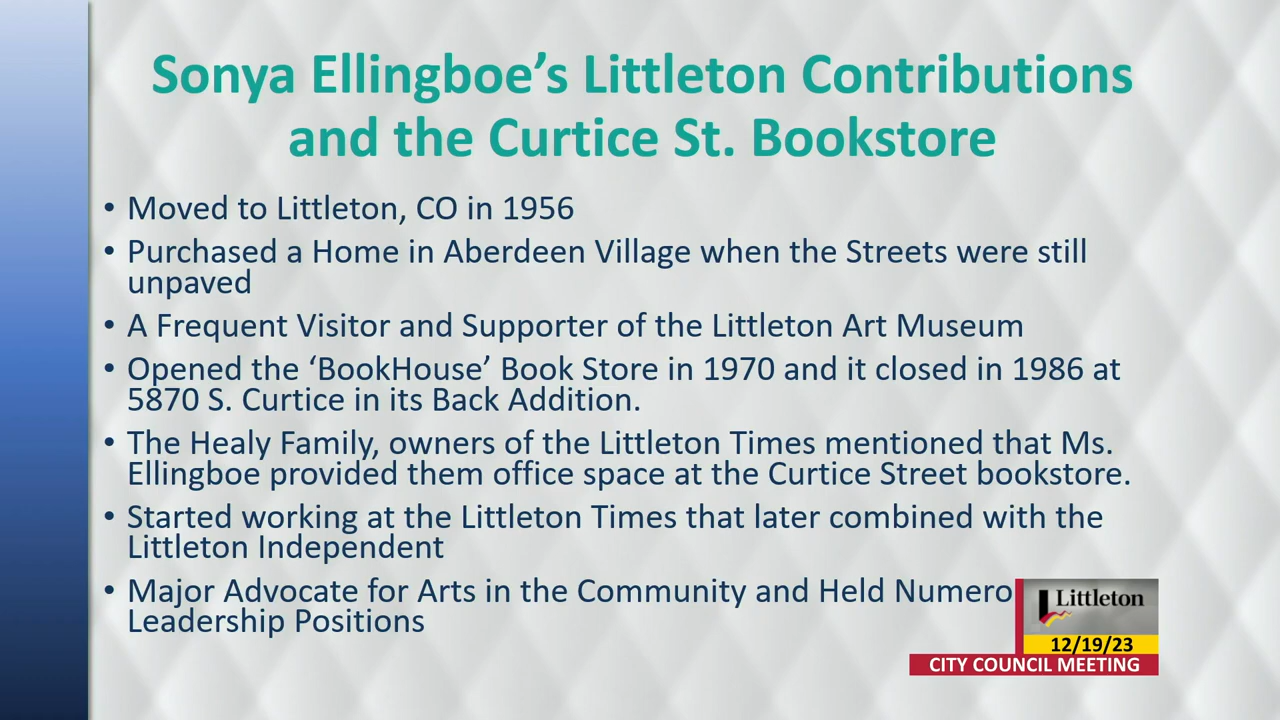 Sonya Ellingboe’s Littleton Contributions
and the Curtice St. Bookstore
• Moved to Littleton, CO in 1956
• Purchased a Home in Aberdeen Village when the Streets were still
unpaved
• A Frequent Visitor and Supporter of the Littleton Art Museum
• Opened the ‘BookHouse’ Book Store in 1970 and it closed in 1986 at
5870 S. Curtice in its Back Addition.
• The Healy Family, owners of the Littleton Times mentioned that Ms.
Ellingboe provided them office space at the Curtice Street bookstore.
• Started working at the Littleton Times that later combined with the
Littleton Independent
• Major Advocate for Arts in the Community and Held Numero
Leadership Positions
Littleton
12/19/23
CITY COUNCIL MEETING